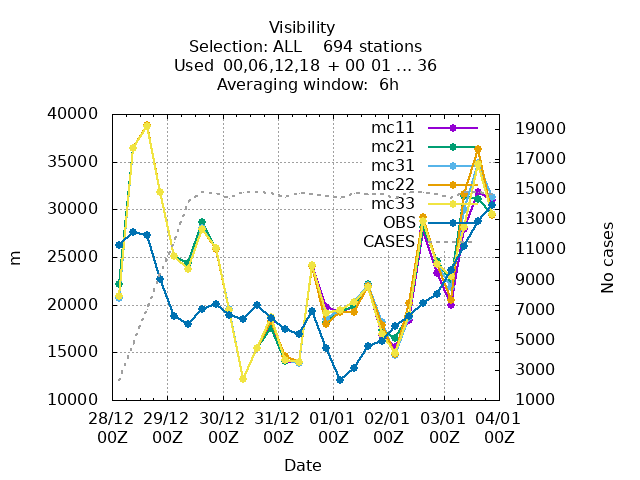 Visibility
Selection: ALL 694 stations
Used 00,06,12,18 + 00 01 ... 36
Averaging window: 6h
40000
35000
30000
25000
20000
15000
10000
m
19000
17000
15000
13000
11000
9000
7000
5000
3000
1000
No cases
mc11
mc21
mc31
mc22
mc33
OBS
CASES
28/12 29/12 30/12 31/12 01/01 02/01 03/01 04/01
00Z 00Z 00Z 00Z 00Z 00Z 00Z 00Z
Date